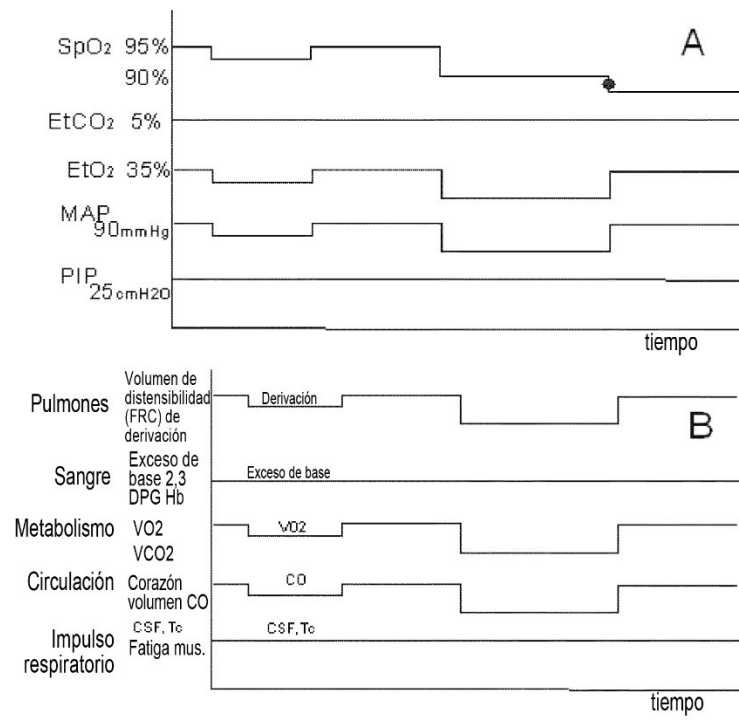 A
SpO2 95%
90%
EtCO2 5%
EtO2 35%
MAP
90mmHg
PIP
25cmH2O
tiempo
B
Pulmones
Volumen de
distensibilidad
(FRC) de
derivación
Derivación
Sangre
Exceso de
base 2,3
DPG Hb
Exceso de base
Metabolismo
VO2
VCO2
VO2
Circulación
Corazón
volumen CO
CO
Impulso
respiratorio
CSF, Tc
Fatiga mus.
CSF, Tc
tiempo